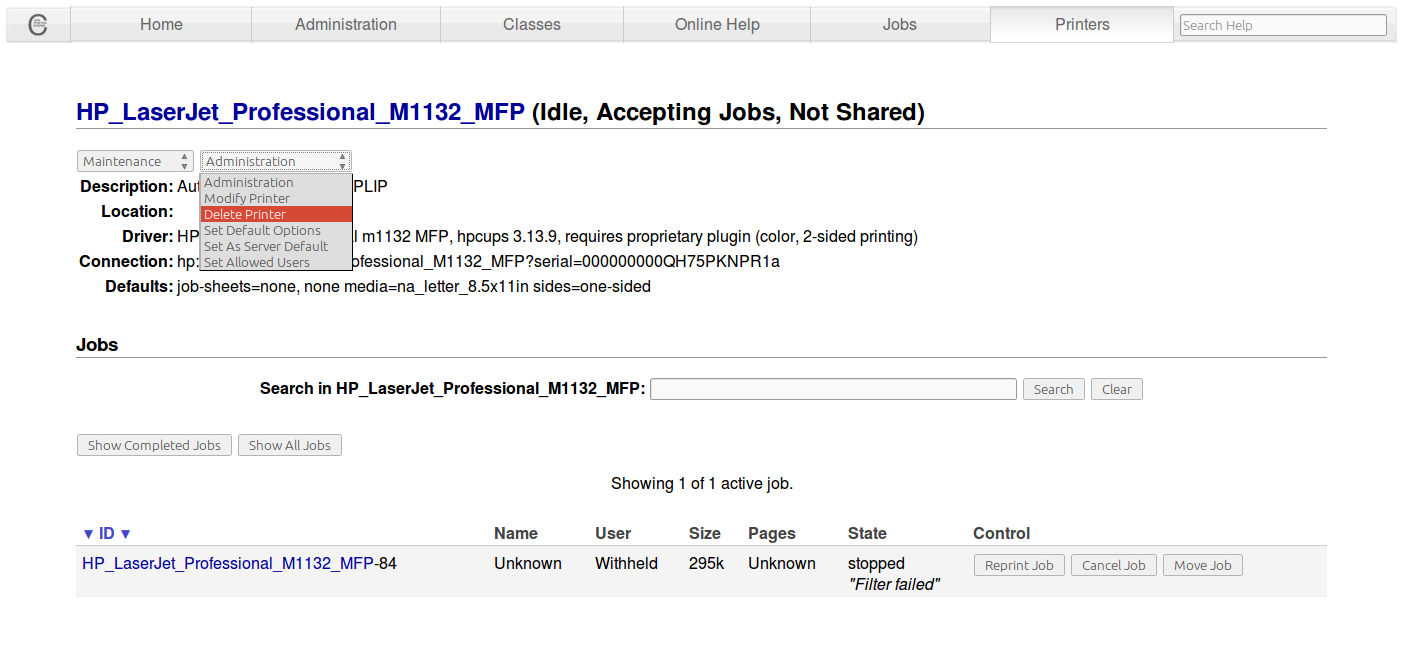 Home Administration Classes Online Help Jobs Printers Search Help
HP_LaserJet_Professional_M1132_MFP (Idle, Accepting Jobs, Not Shared)
Maintenance Administration
Administration
Modify Printer
Delete Printer
Set Default Options
Set As Server Default
Set Allowed Users
Description: PLIP
Location:
Driver: HP m1132 MFP, hpcups 3.13.9, requires proprietary plugin (color, 2-sided printing)
Connection: hp: ofessional_M1132_MFP?serial=000000000QH75PKNPR1a
Defaults: job-sheets=none, none media=na_letter_8.5x11in sides=one-sided
Jobs
Search in HP_LaserJet_Professional_M1132_MFP: Search Clear
Show Completed Jobs Show All Jobs
Showing 1 of 1 active job.
▼ ID ▼ Name User Size Pages State Control
HP_LaserJet_Professional_M1132_MFP-84 Unknown Withheld 295k Unknown stopped Reprint Job Cancel Job Move Job
"Filter failed"